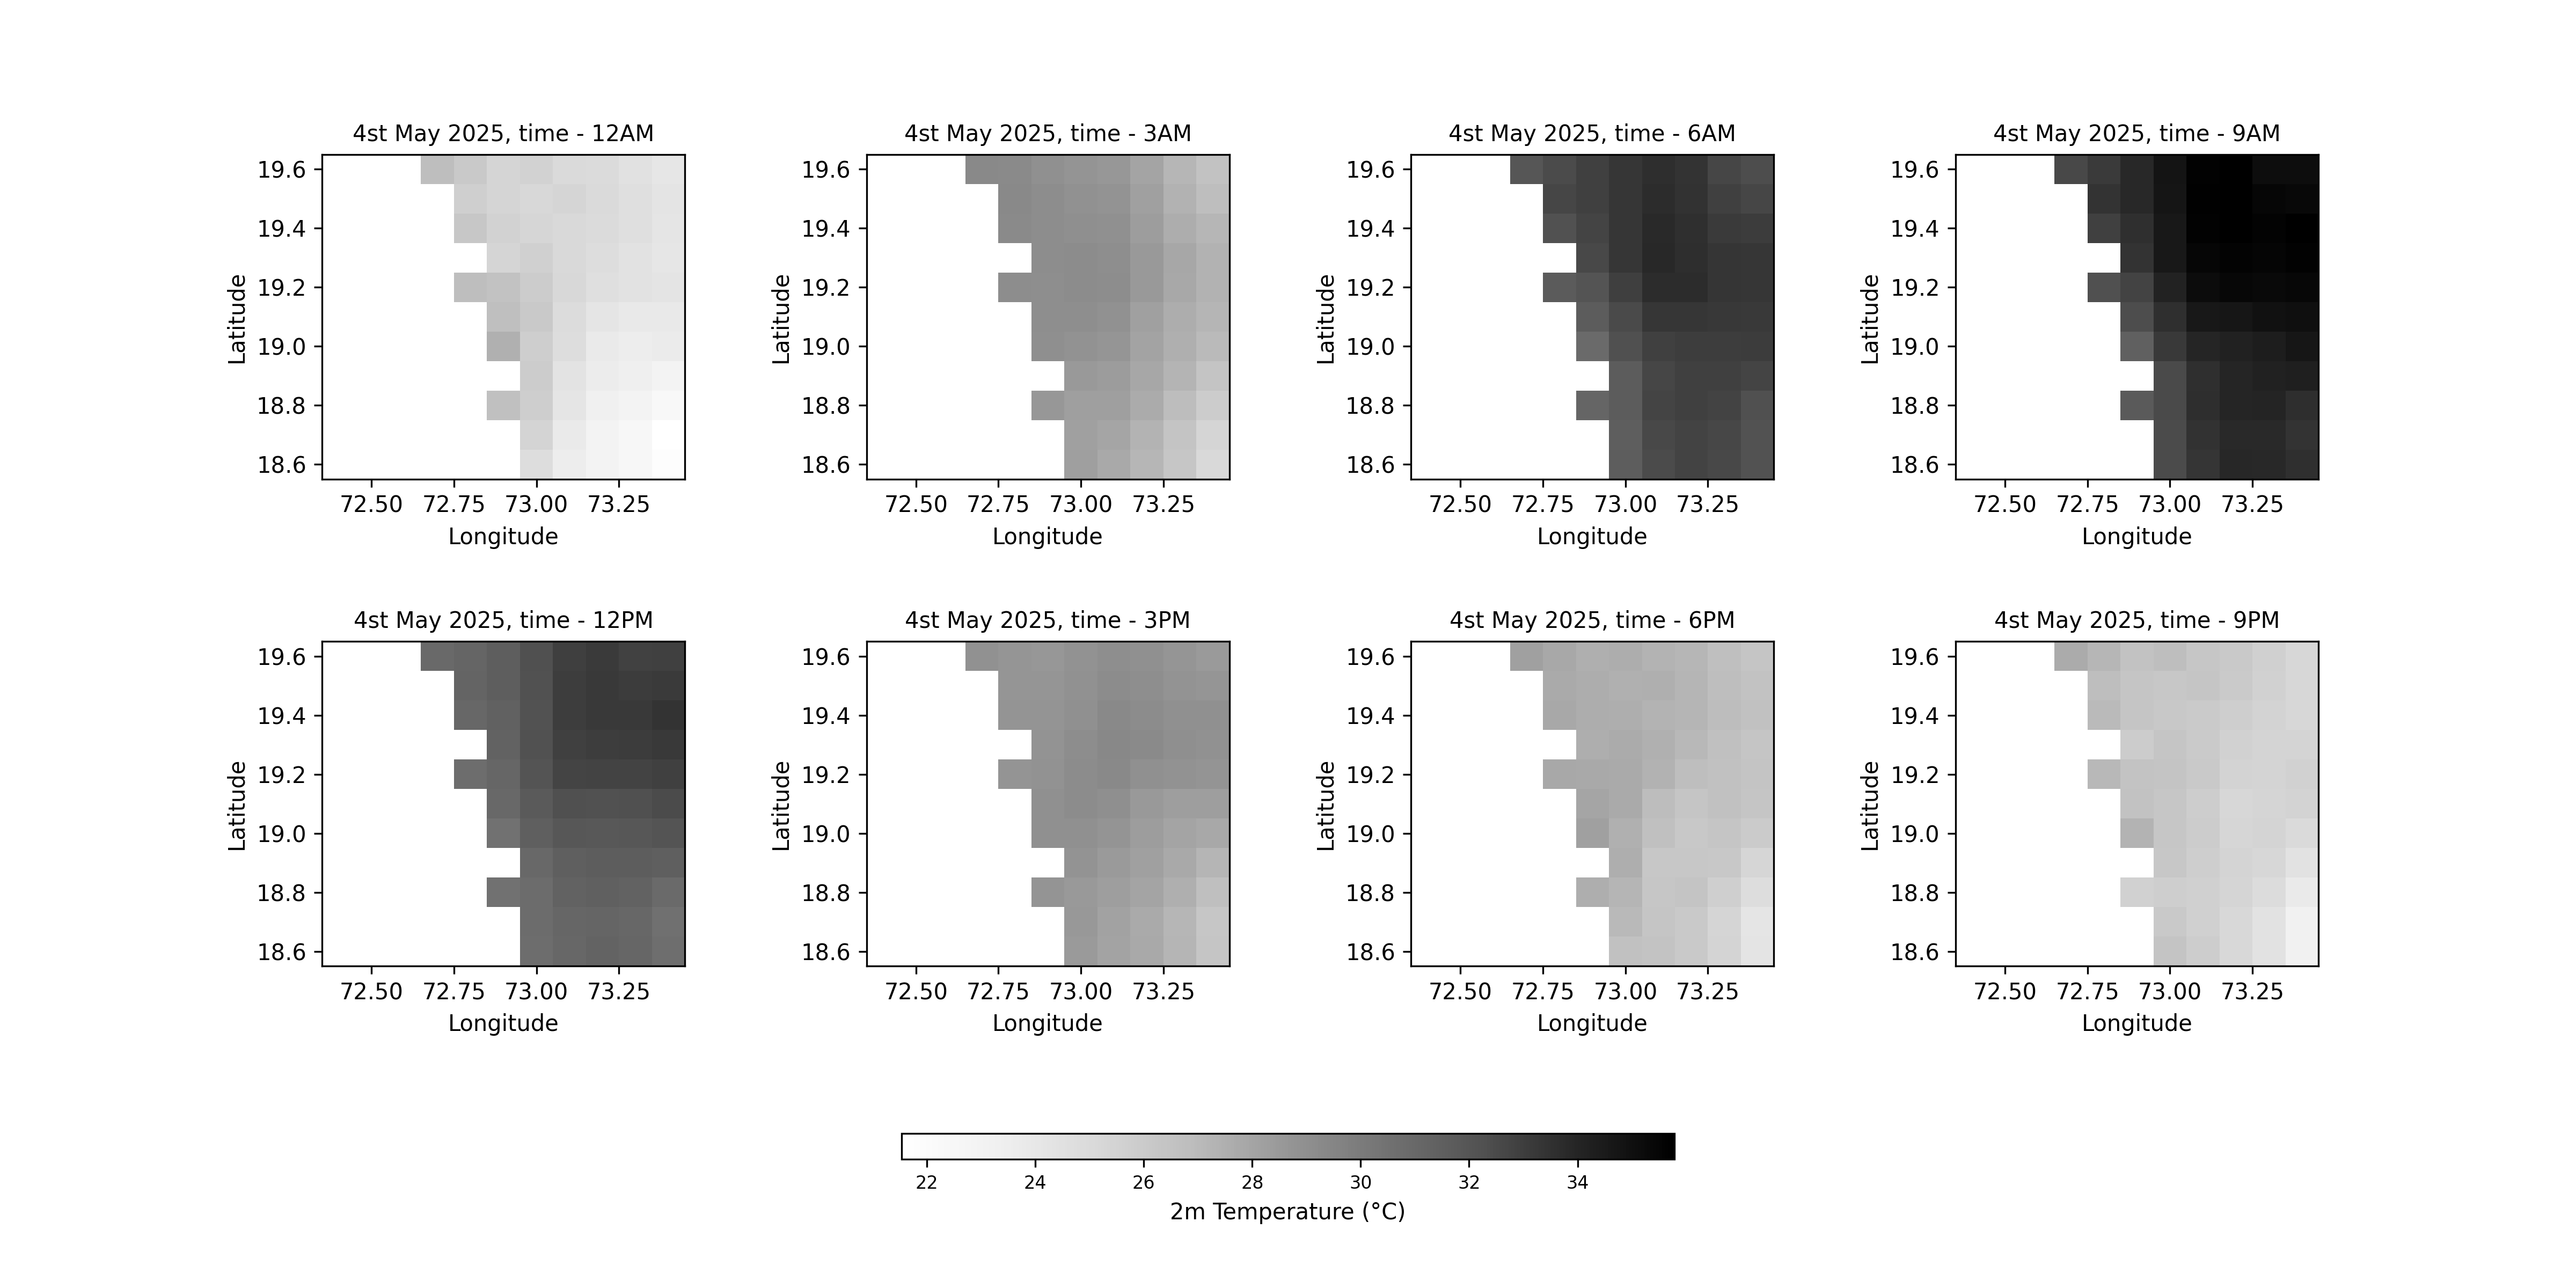 4st May 2025, time - 12AM
4st May 2025, time - 3AM
4st May 2025, time - 6AM
4st May 2025, time - 9AM
Latitude
19.6
19.4
19.2
19.0
18.8
18.6
72.50 72.75 73.00 73.25
Longitude
Latitude
19.6
19.4
19.2
19.0
18.8
18.6
72.50 72.75 73.00 73.25
Longitude
Latitude
19.6
19.4
19.2
19.0
18.8
18.6
72.50 72.75 73.00 73.25
Longitude
Latitude
19.6
19.4
19.2
19.0
18.8
18.6
72.50 72.75 73.00 73.25
Longitude
4st May 2025, time - 12PM
4st May 2025, time - 3PM
4st May 2025, time - 6PM
4st May 2025, time - 9PM
Latitude
19.6
19.4
19.2
19.0
18.8
18.6
72.50 72.75 73.00 73.25
Longitude
Latitude
19.6
19.4
19.2
19.0
18.8
18.6
72.50 72.75 73.00 73.25
Longitude
Latitude
19.6
19.4
19.2
19.0
18.8
18.6
72.50 72.75 73.00 73.25
Longitude
Latitude
19.6
19.4
19.2
19.0
18.8
18.6
72.50 72.75 73.00 73.25
Longitude
22 24 26 28 30 32 34
2m Temperature (°C)